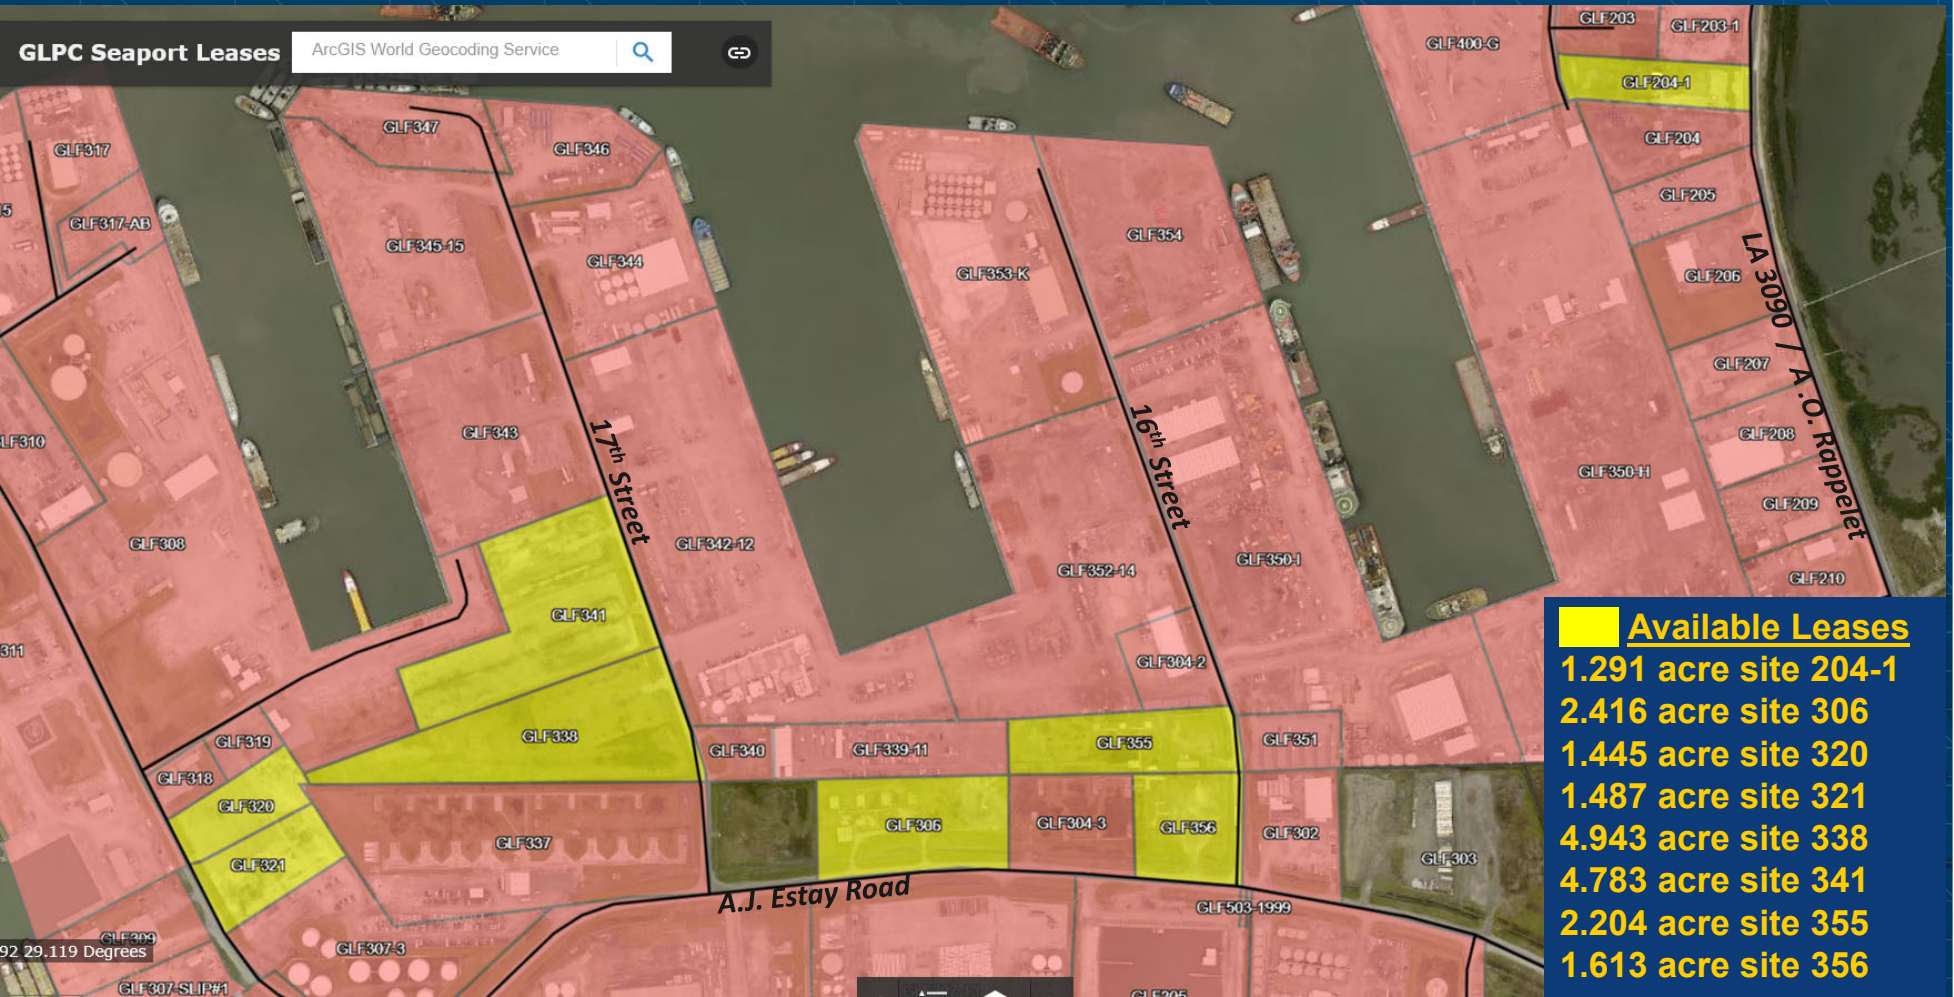 GLPC Seaport Leases
ArcGIS World Geocoding Service
GLF203
GLF203-1
GLF400-G
GLF204-1
GLF347
GLF346
GLF317
GLF204
GLF205
GLF317-AB
GLF345-15
GLF344
GLF353-K
GLF354
GLF206
LA 3090 / A.O. Rappelet
GLF207
GLF343
17th Street
16th Street
GLF208
LF310
GLF350-H
GLF209
GLF308
GLF342-12
GLF352-14
GLF350-I
GLF210
GLF341
311
GLF304-2
GLF319
GLF338
GLF340
GLF339-11
GLF355
GLF351
GLF318
GLF320
GLF306
GLF304-3
GLF356
GLF302
GLF337
GLF303
GLF321
A.J. Estay Road
GLF503-1999
GLF309
92 29.119 Degrees
GLF307-3
GLF307-SLIP#1
GLF305
Available Leases
1.291 acre site 204-1
2.416 acre site 306
1.445 acre site 320
1.487 acre site 321
4.943 acre site 338
4.783 acre site 341
2.204 acre site 355
1.613 acre site 356